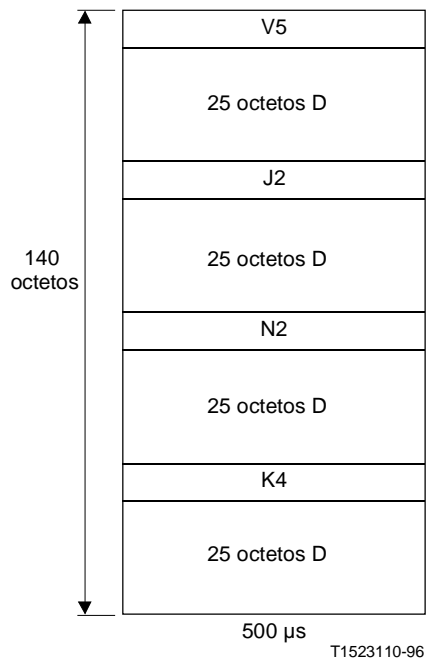 V5
25 octetos D
J2
25 octetos D
140
octetos
N2
25 octetos D
K4
25 octetos D
500 µs
T1523110-96